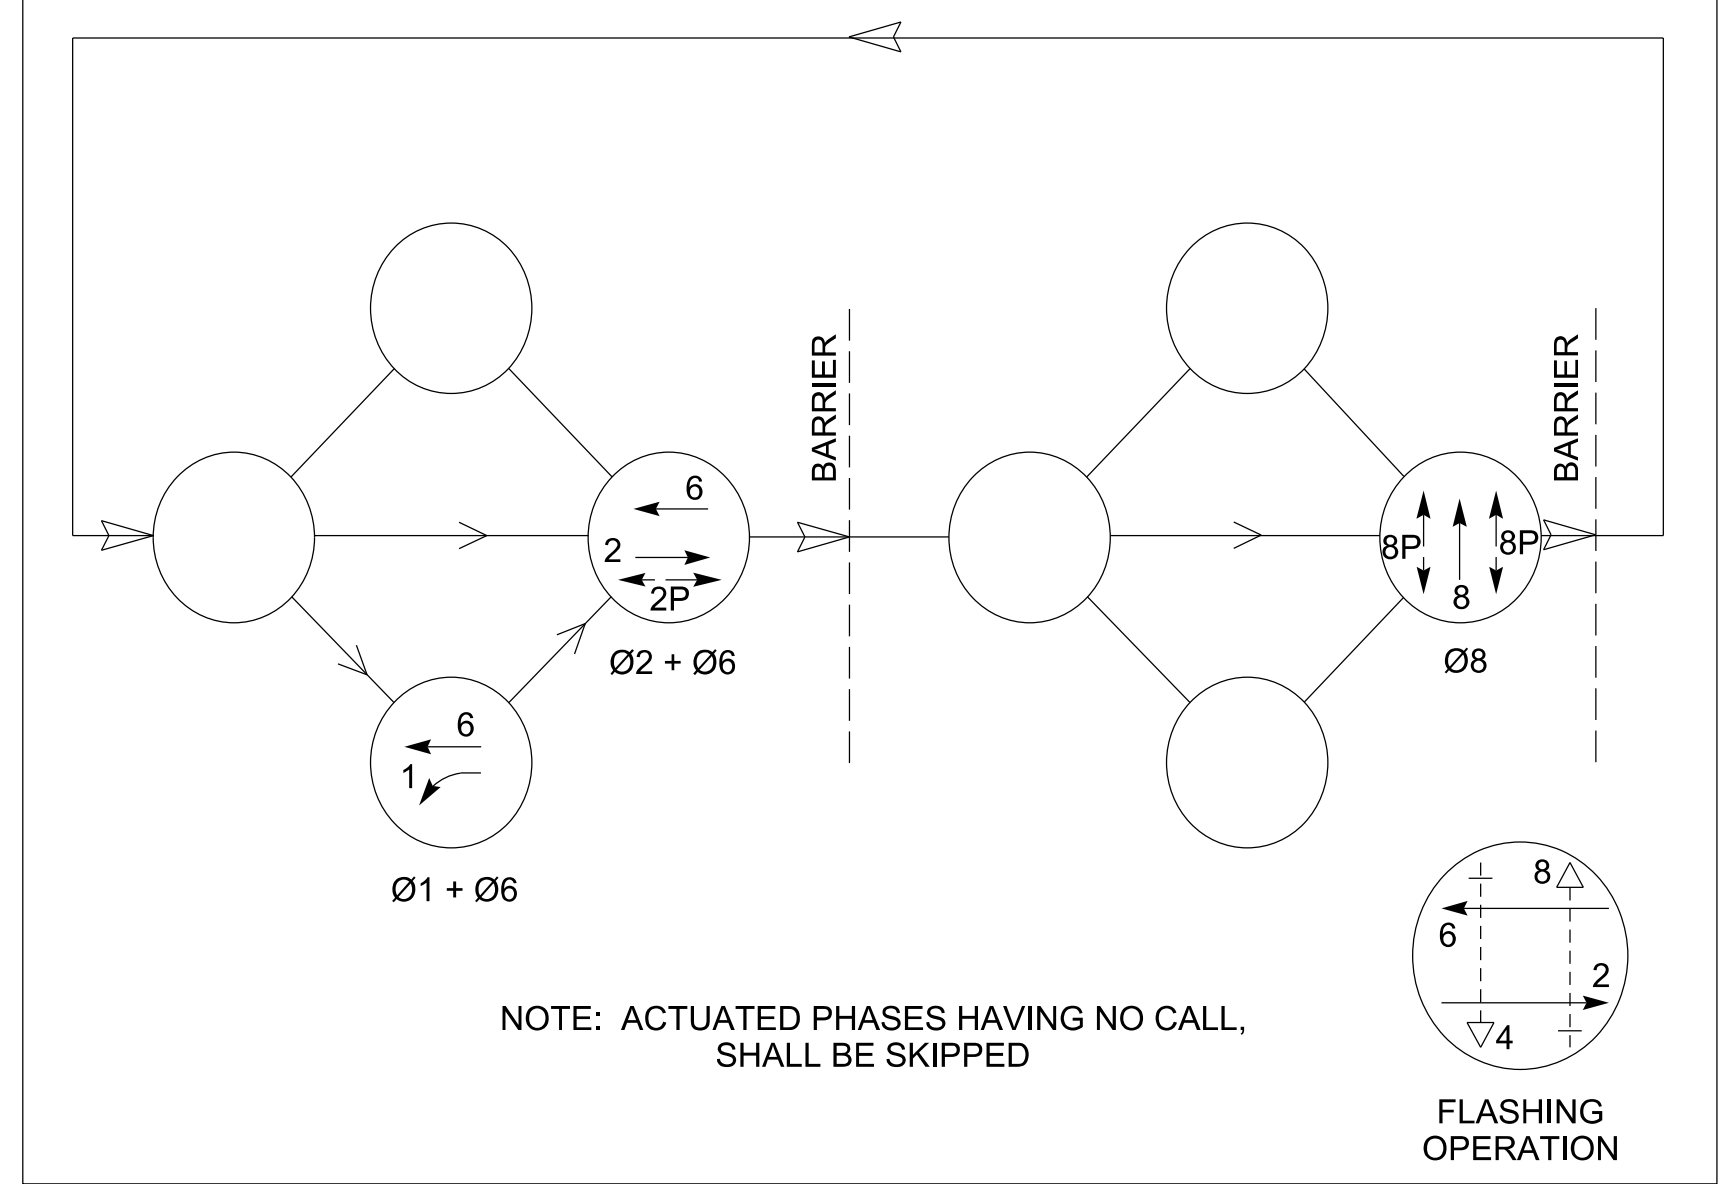 BARRIER
BARRIER
6
2
2P
Ø2 + Ø6
8P
8P
8
Ø8
6
1
Ø1 + Ø6
8
6
2
4
NOTE: ACTUATED PHASES HAVING NO CALL,
SHALL BE SKIPPED
FLASHING
OPERATION